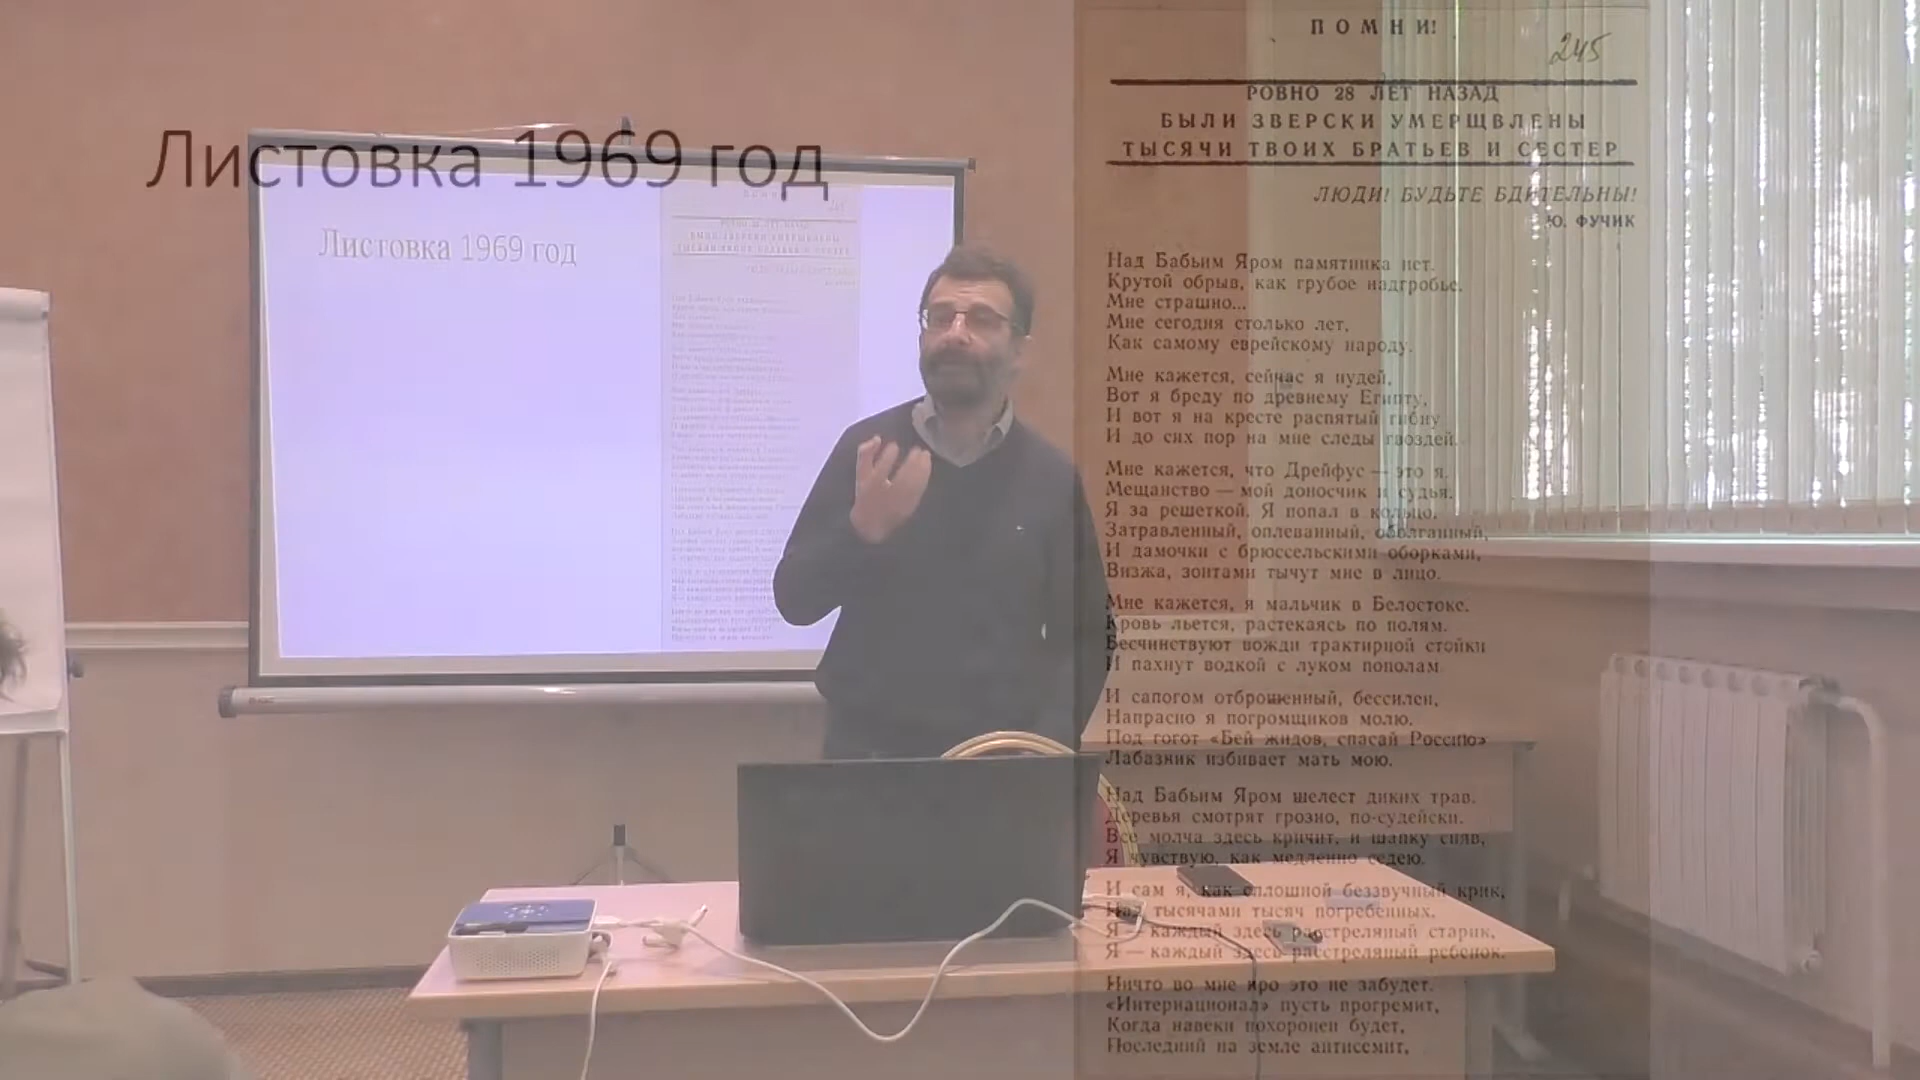 Листовка 1969 год
Листовка 1969 год
ПОМНИ!
245
РОВНО 28 ЛЕТ НАЗАД
БЫЛИ ЗВЕРСКИ УМЕРЩВЛЕНЫ
ТЫСЯЧИ ТВОИХ БРАТЬЕВ И СЕСТЕР
ЛЮДИ! БУДЬТЕ БДИТЕЛЬНЫ!
Ю. ФУЧИК
Над Бабьим Яром памятника нет.
Крутой обрыв, как грубое надгробье.
Мне страшно...
Мне сегодня столько лет,
Как самому еврейскому народу.
Мне кажется, сейчас я иудей.
Вот я бреду по древнему Египту,
И вот я на кресте распятый гибну
И до сих пор на мне следы гвоздей.
Мне кажется, что Дрейфус — это я.
Мещанство — мой доносчик и судья.
Я за решеткой. Я попал в кольцо.
Затравленный, оплеванный, оболганный,
И дамочки с брюссельскими оборками,
Визжа, зонтами тычут мне в лицо.
Мне кажется, я мальчик в Белостоке.
Кровь льется, растекаясь по полям.
Бесчинствуют вожди трактирной стойки
И пахнут водкой с луком пополам
И сапогом отброшенный, бессилен,
Напрасно я погромщиков молю.
Под гогот «Бей жидов, спасай Россию»
Лабазник избивает мать мою.
Над Бабьим Яром шелест диких трав.
Деревья смотрят грозно, по-судейски.
Все молча здесь кричит, и шапку сняв,
Я чувствую, как медленно седею.
И сам я, как сплошной беззвучный крик,
Над тысячами тысяч погребенных.
Я — каждый здесь расстреляный старик,
Я — каждый здесь расстреляный ребенок.
Ничто во мне про это не забудет.
«Интернационал» пусть прогремит,
Когда навеки похоронен будет,
Последний на земле антисемит,